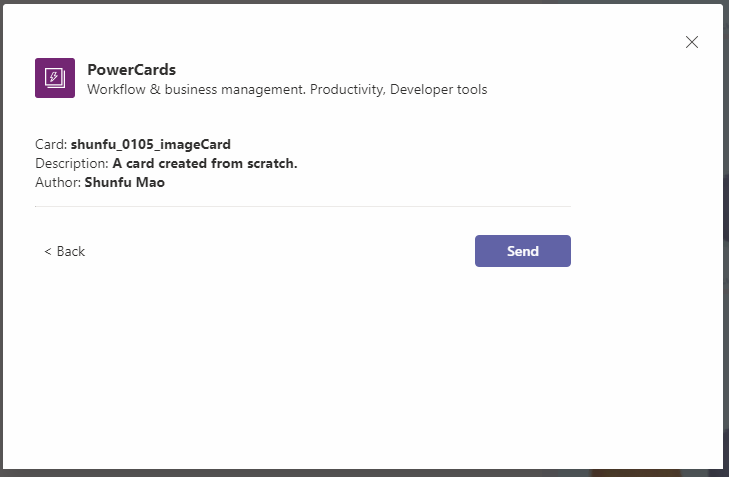 PowerCards
Workflow & business management. Productivity, Developer tools
Card: shunfu_0105_imageCard
Description: A card created from scratch.
Author: Shunfu Mao
< Back
Send